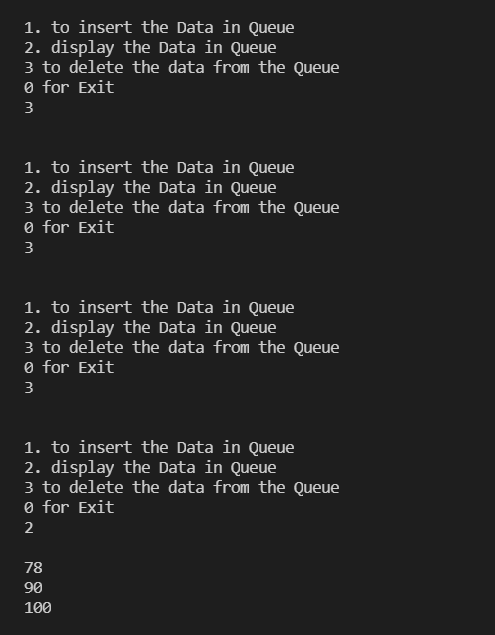 1. to insert the Data in Queue
2. display the Data in Queue
3 to delete the data from the Queue
0 for Exit
3
1. to insert the Data in Queue
2. display the Data in Queue
3 to delete the data from the Queue
0 for Exit
3
1. to insert the Data in Queue
2. display the Data in Queue
3 to delete the data from the Queue
0 for Exit
3
1. to insert the Data in Queue
2. display the Data in Queue
3 to delete the data from the Queue
0 for Exit
2
78
90
100